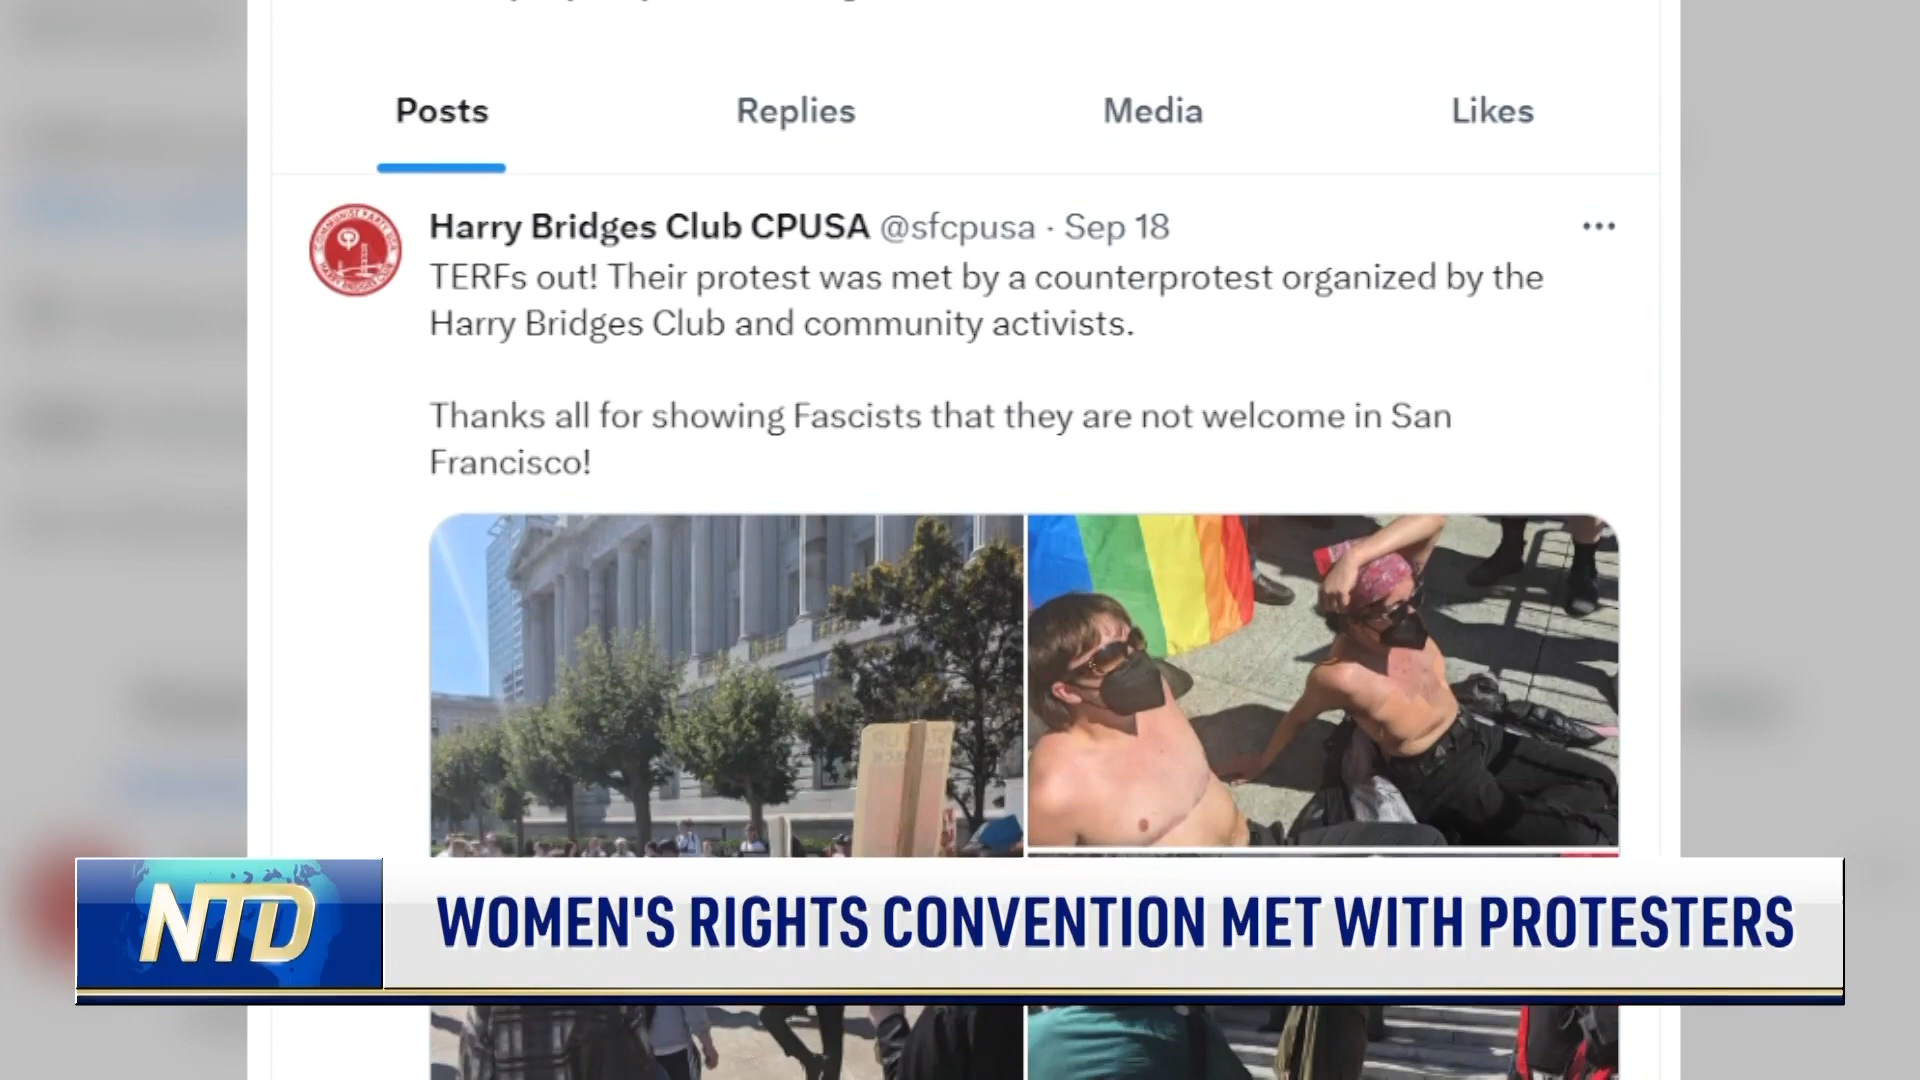 Posts Replies Media Likes
Harry Bridges Club CPUSA @sfcpusa · Sep 18
TERFs out! Their protest was met by a counterprotest organized by the
Harry Bridges Club and community activists.
Thanks all for showing Fascists that they are not welcome in San
Francisco!
NTD
WOMEN'S RIGHTS CONVENTION MET WITH PROTESTERS